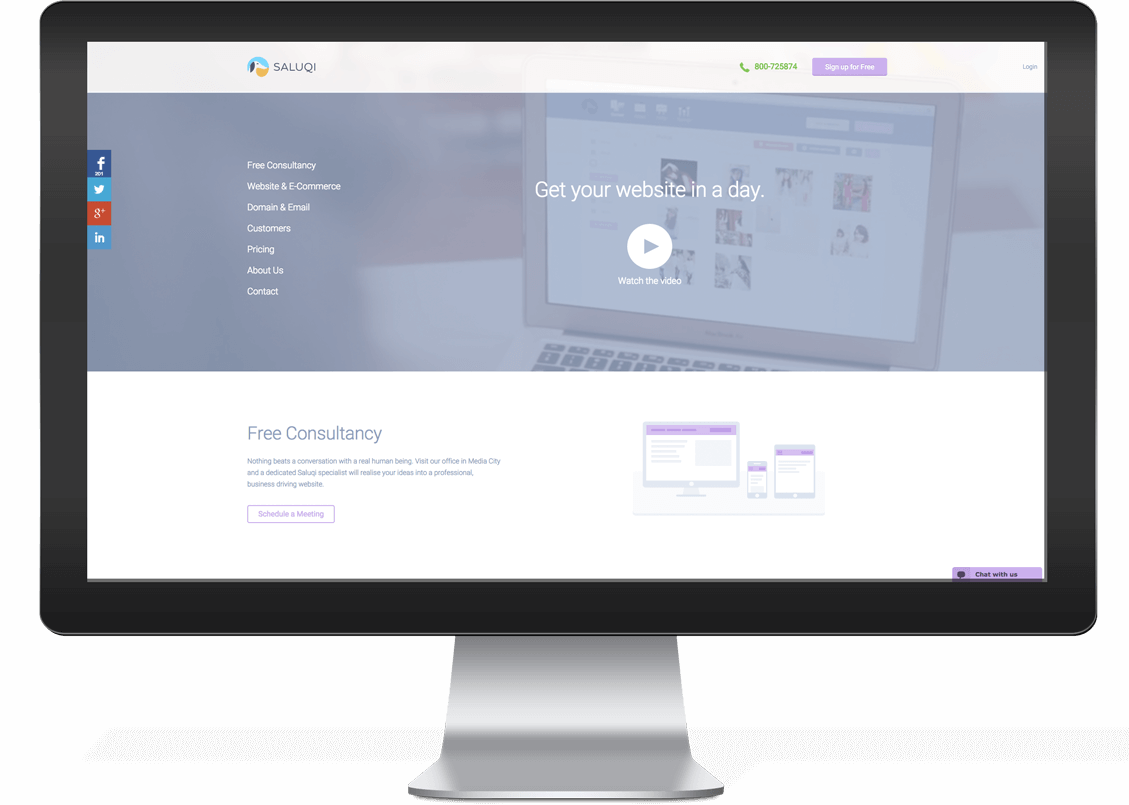 SALUQI
800-725874
Sign up for Free
Login
f
201
g+
in
Free Consultancy
Website & E-Commerce
Domain & Email
Customers
Pricing
About Us
Contact
Get your website in a day.
Watch the video
Free Consultancy
Nothing beats a conversation with a real human being. Visit our office in Media City
and a dedicated Saluqi specialist will realise your ideas into a professional,
business driving website.
Schedule a Meeting
Chat with us